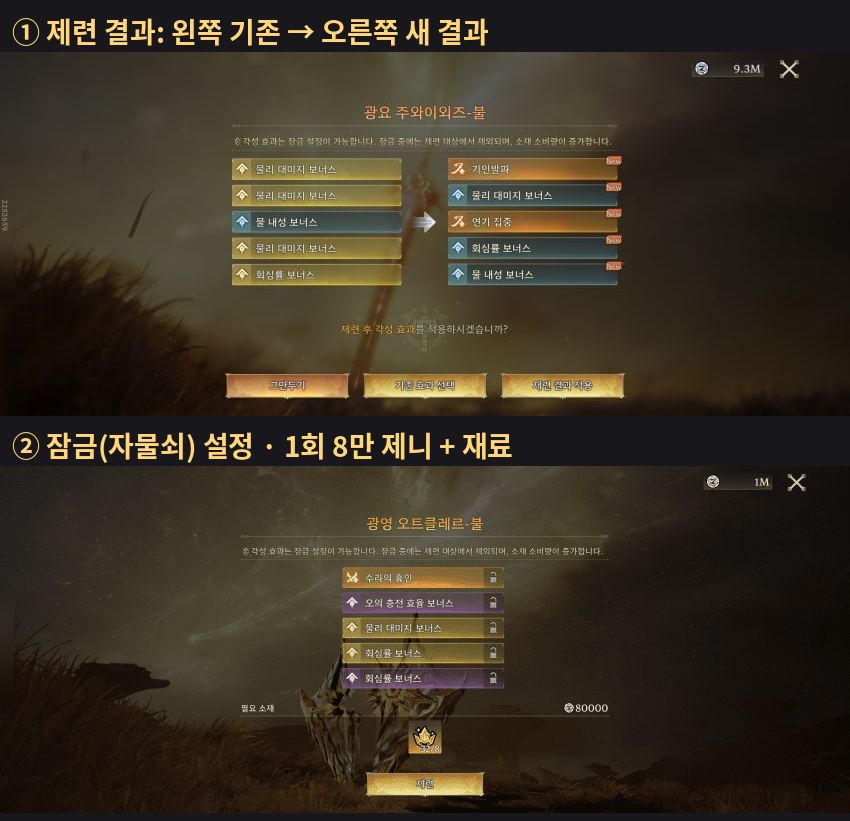 ① 제련 결과: 왼쪽 기존 → 오른쪽 새 결과
9.3M
광요 주와이외즈-불
※ 각성 효과는 잠금 설정이 가능합니다. 잠금 중에는 제련 대상에서 제외되며, 소재 소비량이 증가합니다.
물리 대미지 보너스
물리 대미지 보너스
물 내성 보너스
물리 대미지 보너스
회심률 보너스
기인발파 New
물리 대미지 보너스 New
연기 집중 New
회심률 보너스 New
물 내성 보너스 New
제련 후 각성 효과를 적용하시겠습니까?
그만두기
기존 효과 선택
제련 결과 적용
② 잠금(자물쇠) 설정 · 1회 8만 제니 + 재료
1M
광영 오트클레르-불
※ 각성 효과는 잠금 설정이 가능합니다. 잠금 중에는 제련 대상에서 제외되며, 소재 소비량이 증가합니다.
수라의 흉인
오의 충전 효율 보너스
물리 대미지 보너스
회심률 보너스
회심률 보너스
필요 소재
80000
제련